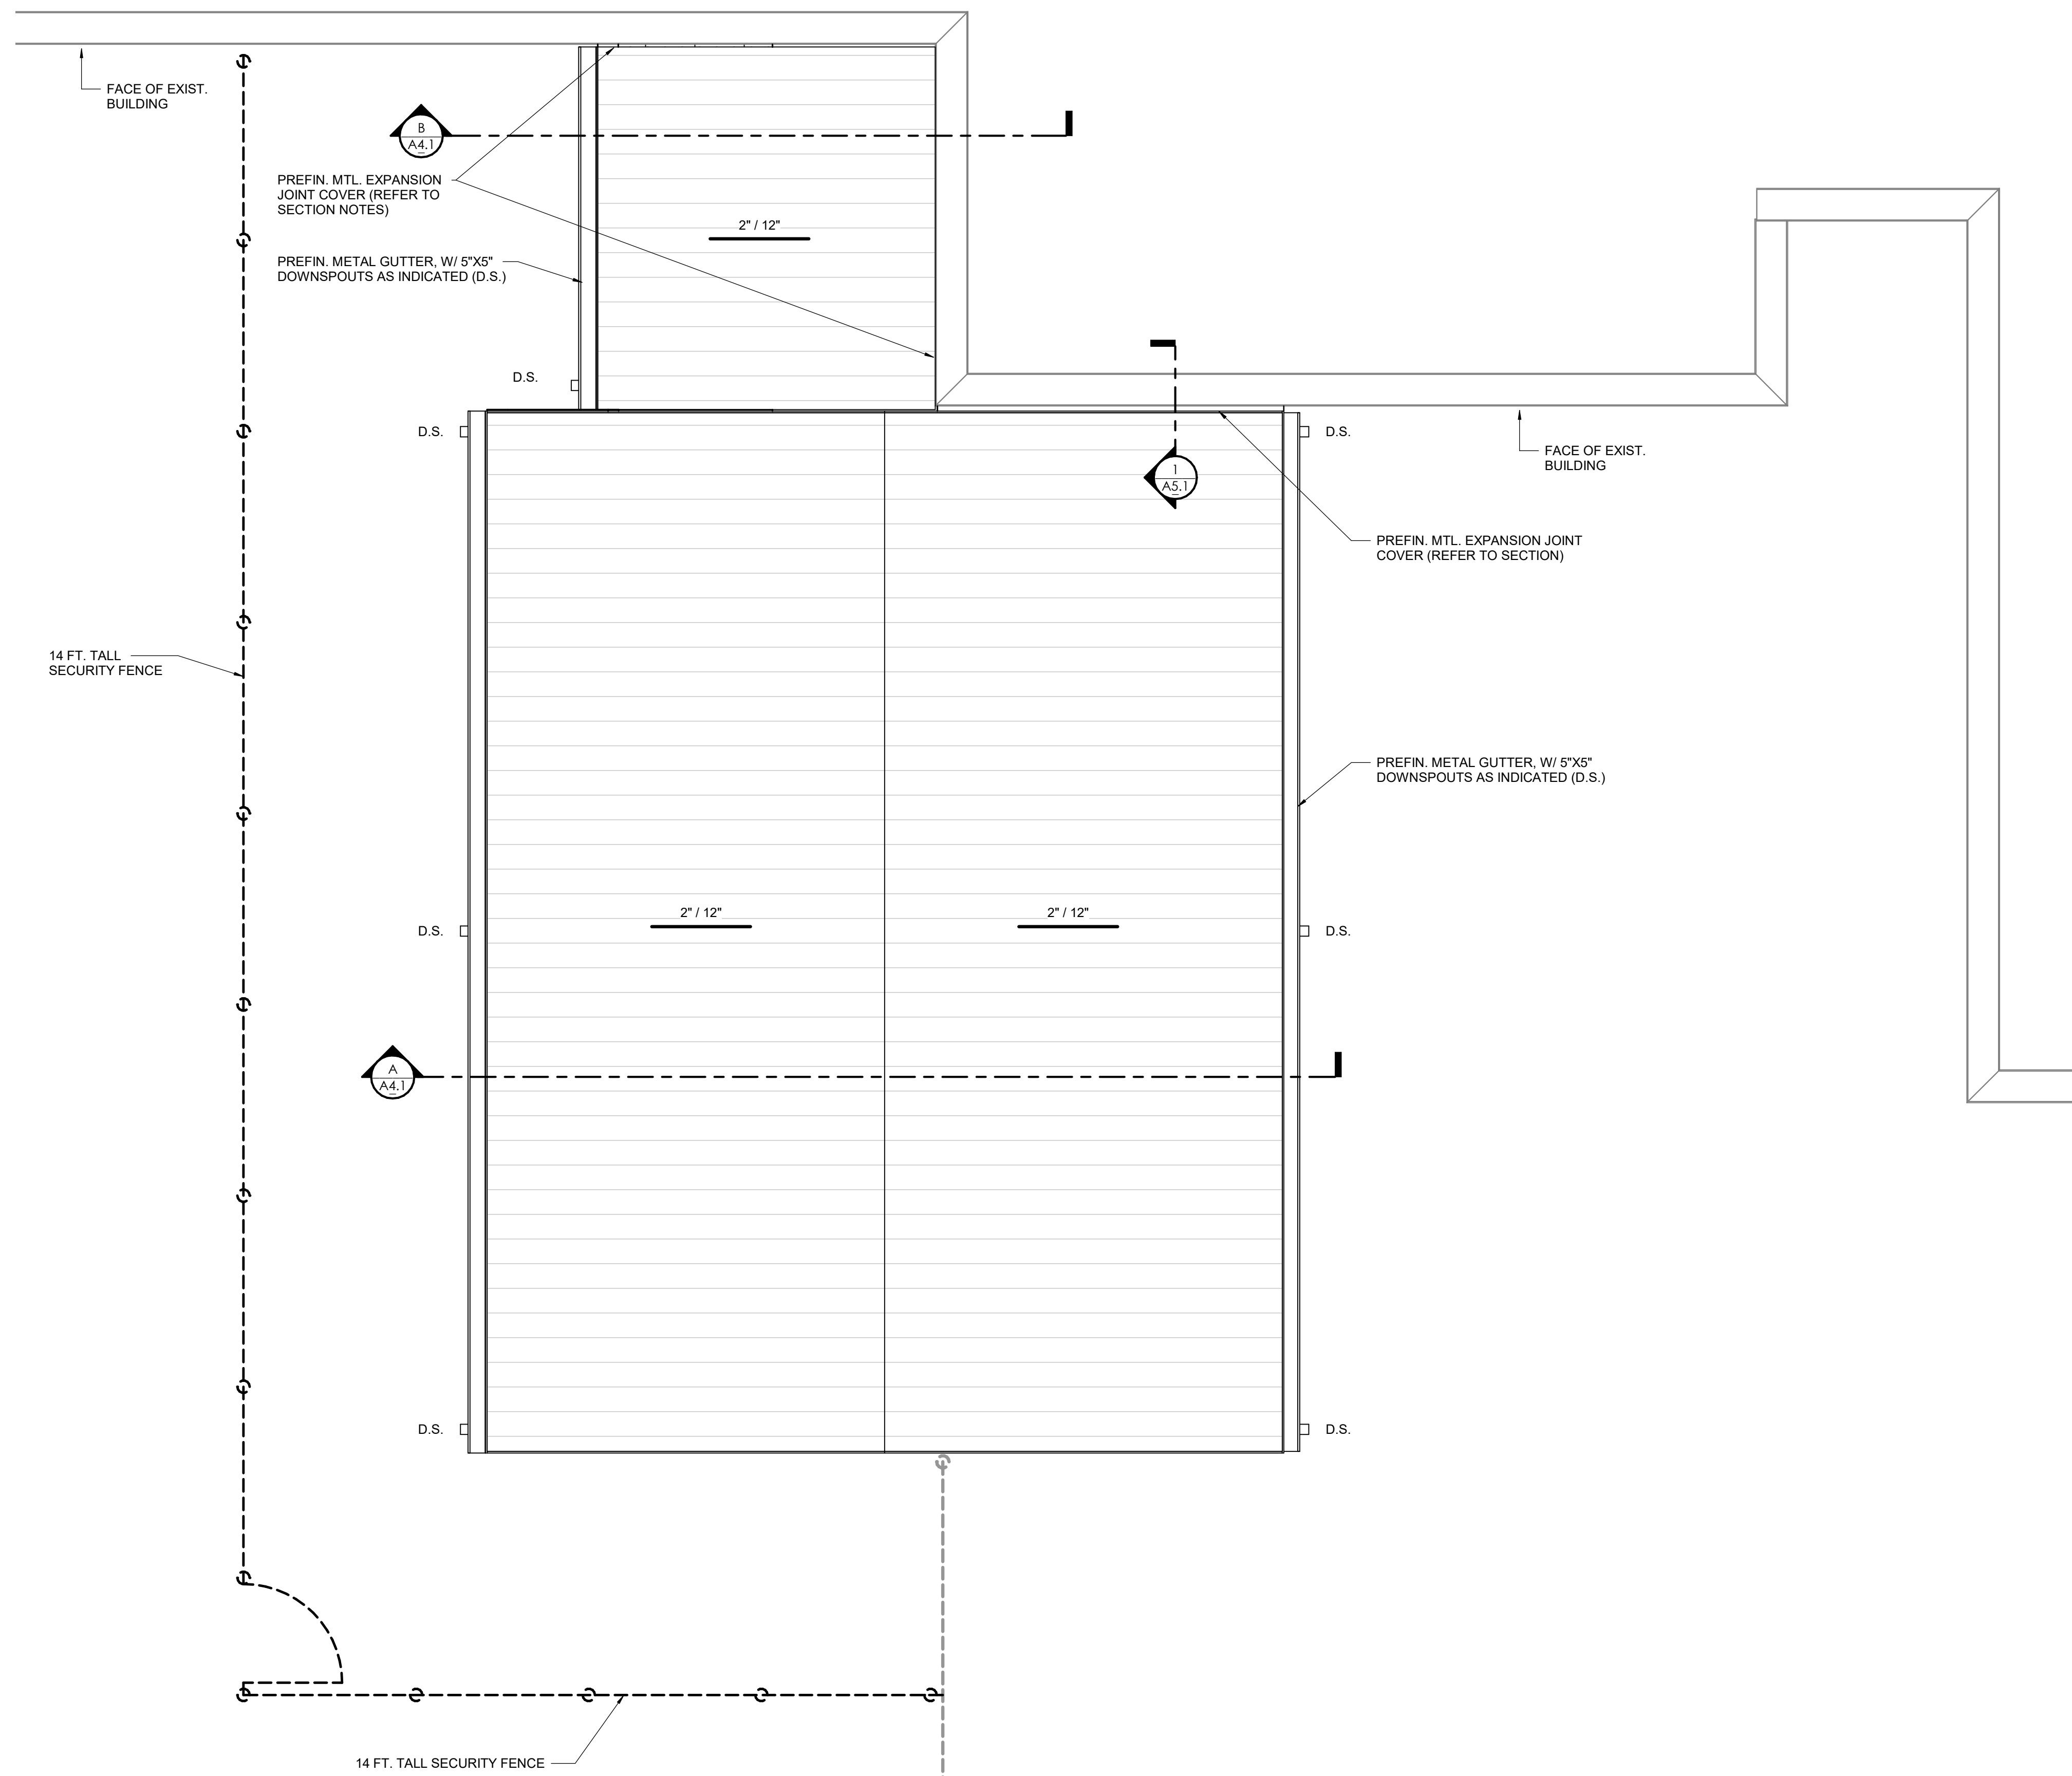 FACE OF EXIST.
BUILDING
B
A4.1
PREFIN. MTL. EXPANSION
JOINT COVER (REFER TO
SECTION NOTES)
2" / 12"
PREFIN. METAL GUTTER, W/ 5"X5"
DOWNSPOUTS AS INDICATED (D.S.)
D.S.
D.S.
D.S.
FACE OF EXIST.
BUILDING
1
A5.1
PREFIN. MTL. EXPANSION JOINT
COVER (REFER TO SECTION)
14 FT. TALL
SECURITY FENCE
PREFIN. METAL GUTTER, W/ 5"X5"
DOWNSPOUTS AS INDICATED (D.S.)
2" / 12"
2" / 12"
D.S.
D.S.
A
A4.1
D.S.
D.S.
14 FT. TALL SECURITY FENCE